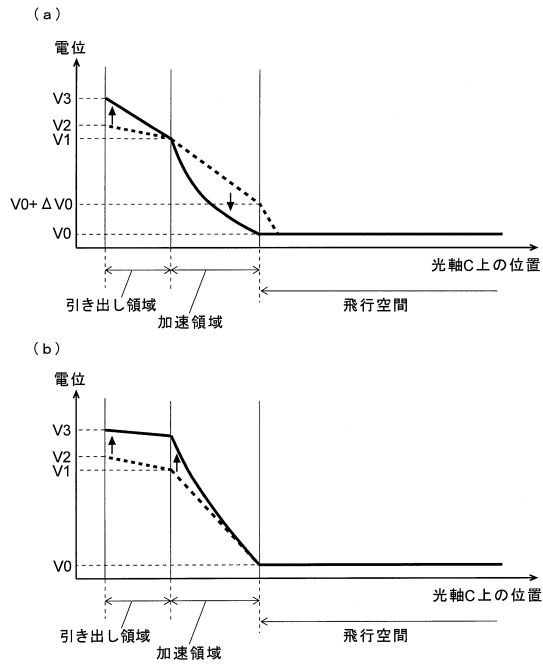 （a）
電位
V3
V2
V1
V0+ΔV0
V0
光軸C上の位置
引き出し領域
加速領域
飛行空間
（b）
電位
V3
V2
V1
V0
光軸C上の位置
引き出し領域
加速領域
飛行空間